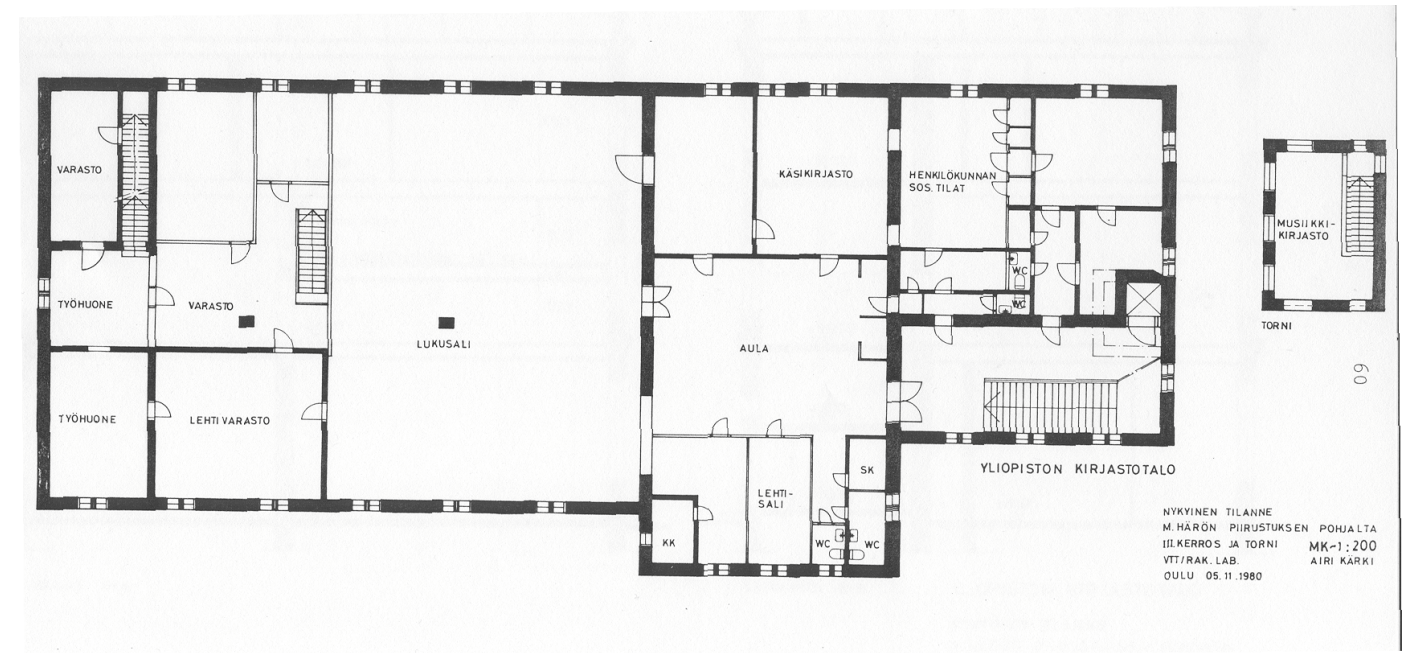 VARASTO
KÄSIKIRJASTO
HENKILÖKUNNAN
SOS. TILAT
WC
WC
MUSIIKKI-
KIRJASTO
TORNI
TYÖHUONE
VARASTO
LUKUSALI
AULA
TYÖHUONE
LEHTIVARASTO
LEHTI-
SALI
SK
KK
WC
WC
60
YLIOPISTON KIRJASTOTALO
NYKYINEN TILANNE
M. HÄRÖN PIIRUSTUKSEN POHJALTA
III. KERROS JA TORNI MK-1:200
VTT/RAK. LAB. AIRI KÄRKI
OULU 05.11.1980